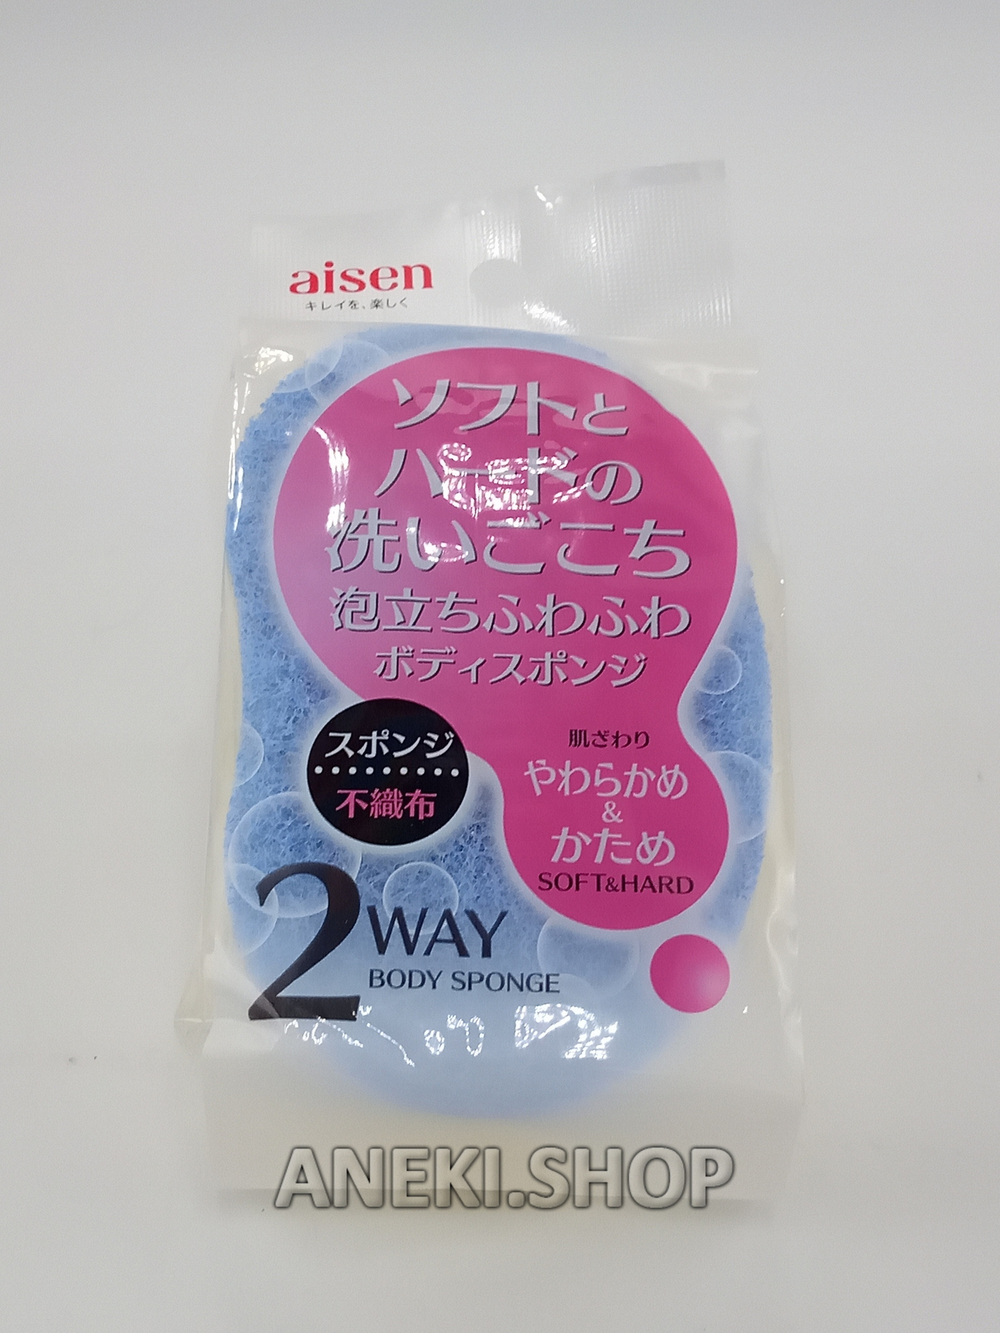 aisen
キレイを、楽しく
ソフトと
ハードの
洗いごこち
泡立ちふわふわ
ボディスポンジ
スポンジ
不織布
肌ざわり
やわらかめ
&
かため
SOFT&HARD
2 WAY
BODY SPONGE
ANEKI.SHOP